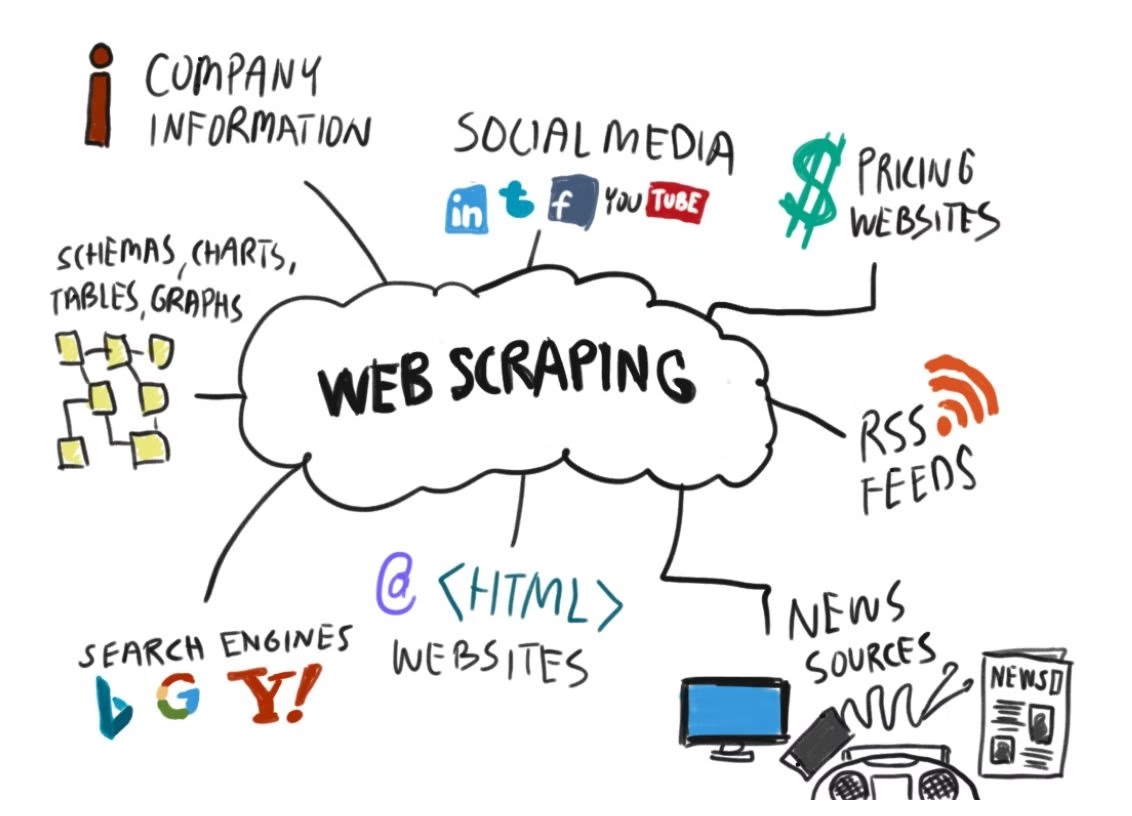 COMPANY
INFORMATION
SOCIAL MEDIA
in t f YOU TUBE
$ PRICING
WEBSITES
SCHEMAS, CHARTS,
TABLES, GRAPHS
WEB SCRAPING
RSS
FEEDS
@ <HTML>
WEBSITES
SEARCH ENGINES
b G Y!
NEWS
SOURCES
NEWS